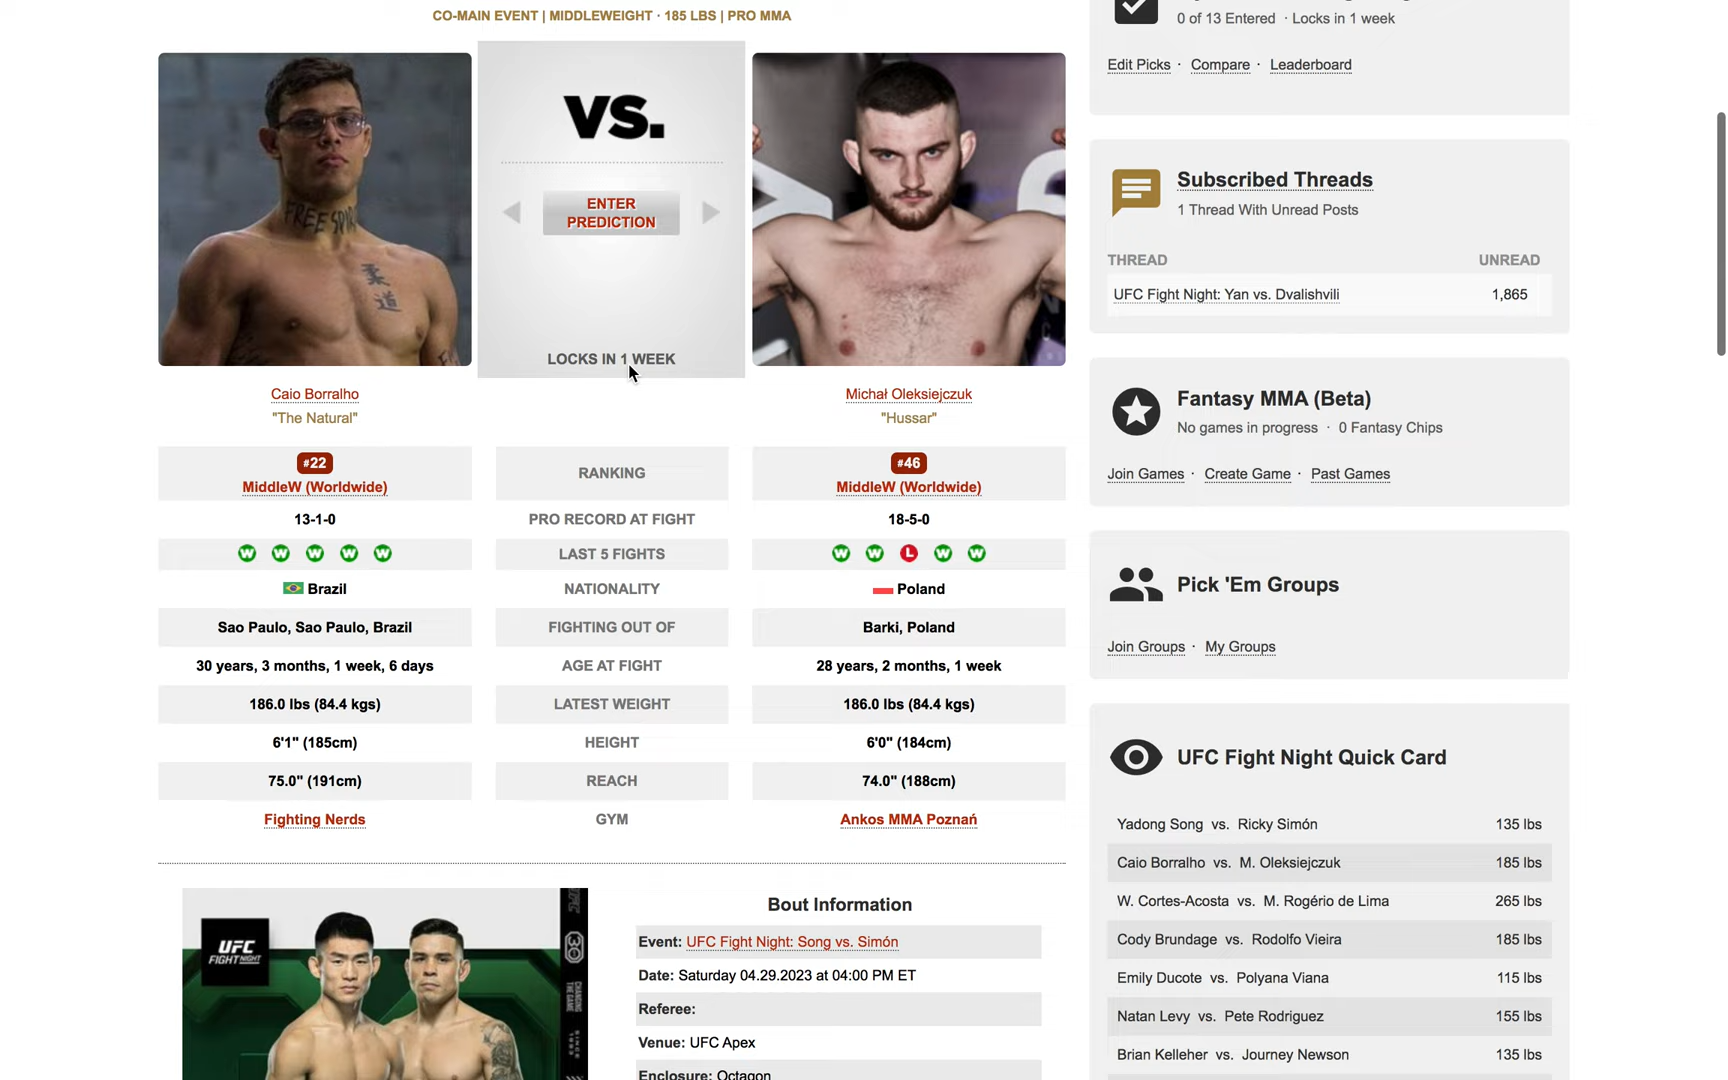 CO-MAIN EVENT | MIDDLEWEIGHT · 185 LBS | PRO MMA
FREE SPIR
柔
道
VS.
ENTER
PREDICTION
LOCKS IN 1 WEEK
Caio Borralho
"The Natural"
Michał Oleksiejczuk
"Hussar"
#22
MiddleW (Worldwide)
RANKING
#46
MiddleW (Worldwide)
13-1-0 PRO RECORD AT FIGHT 18-5-0
W W W W W LAST 5 FIGHTS W W L W W
Brazil NATIONALITY Poland
Sao Paulo, Sao Paulo, Brazil FIGHTING OUT OF Barki, Poland
30 years, 3 months, 1 week, 6 days AGE AT FIGHT 28 years, 2 months, 1 week
186.0 lbs (84.4 kgs) LATEST WEIGHT 186.0 lbs (84.4 kgs)
6'1" (185cm) HEIGHT 6'0" (184cm)
75.0" (191cm) REACH 74.0" (188cm)
Fighting Nerds GYM Ankos MMA Poznań
UFC
FIGHT NIGHT
UFC
30
CHANGING
THE GAME
SINCE
1993
Bout Information
Event: UFC Fight Night: Song vs. Simón
Date: Saturday 04.29.2023 at 04:00 PM ET
Referee:
Venue: UFC Apex
Enclosure: Octagon
0 of 13 Entered · Locks in 1 week
Edit Picks · Compare · Leaderboard
Subscribed Threads
1 Thread With Unread Posts
THREAD UNREAD
UFC Fight Night: Yan vs. Dvalishvili 1,865
Fantasy MMA (Beta)
No games in progress · 0 Fantasy Chips
Join Games · Create Game · Past Games
Pick 'Em Groups
Join Groups · My Groups
UFC Fight Night Quick Card
Yadong Song vs. Ricky Simón 135 lbs
Caio Borralho vs. M. Oleksiejczuk 185 lbs
W. Cortes-Acosta vs. M. Rogério de Lima 265 lbs
Cody Brundage vs. Rodolfo Vieira 185 lbs
Emily Ducote vs. Polyana Viana 115 lbs
Natan Levy vs. Pete Rodriguez 155 lbs
Brian Kelleher vs. Journey Newson 135 lbs